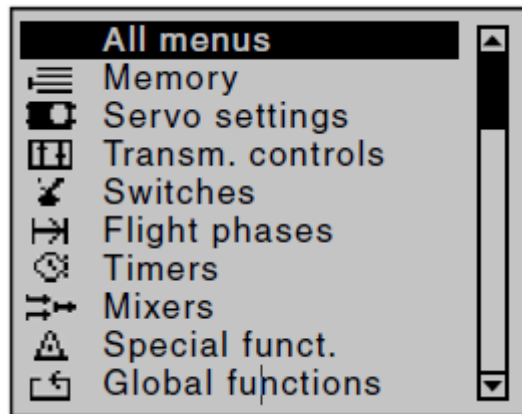 All menus
Memory
Servo settings
Transm. controls
Switches
Flight phases
Timers
Mixers
Special funct.
Global functions